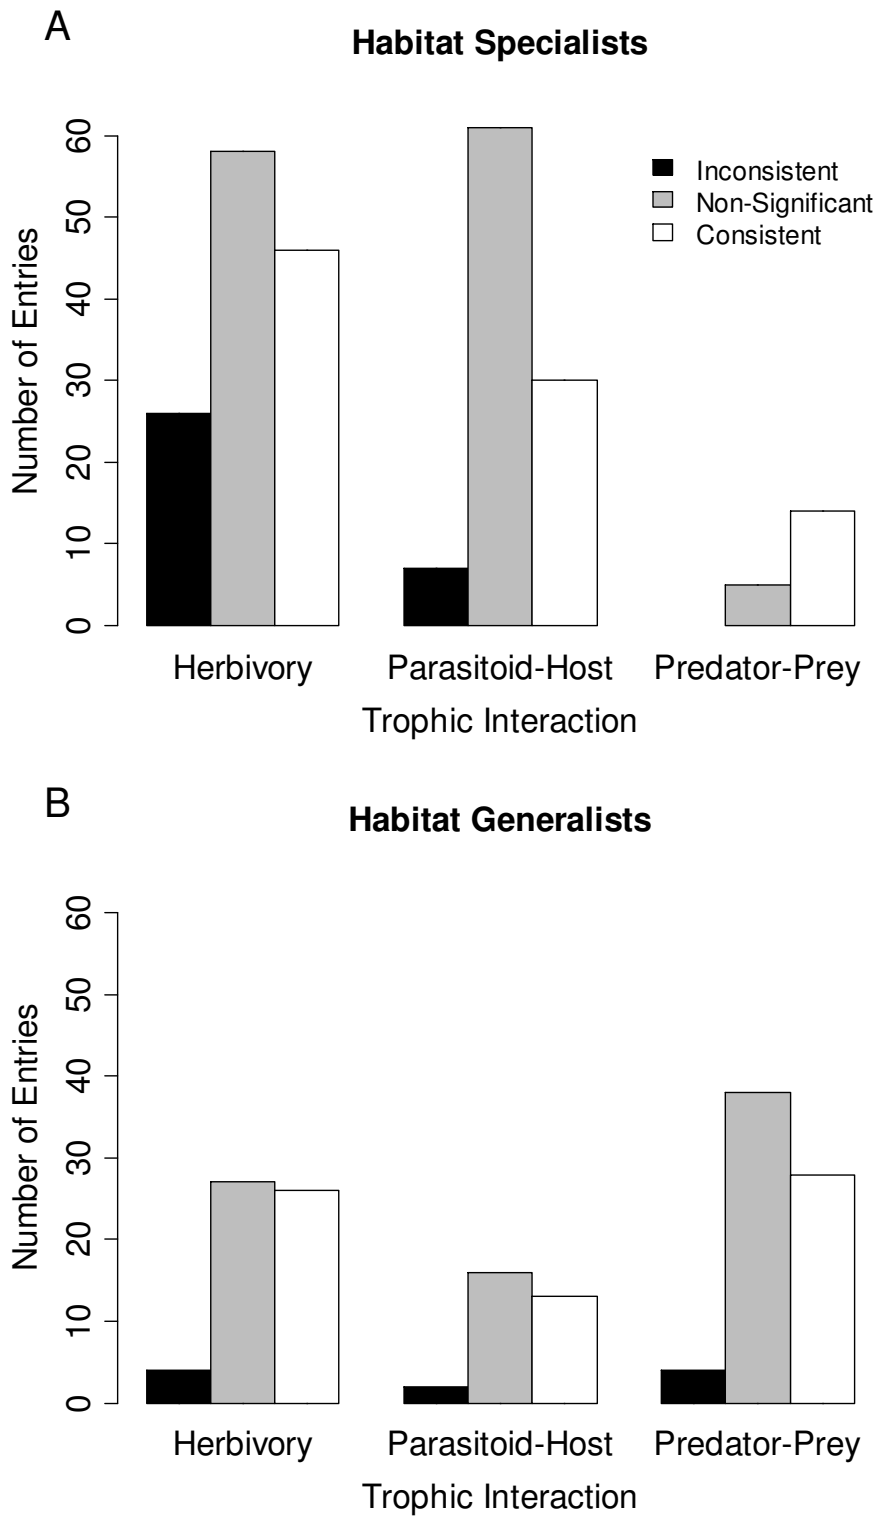 A
Habitat Specialists
Number of Entries
60
50
40
30
20
10
0
Inconsistent
Non-Significant
Consistent
Herbivory Parasitoid-Host Predator-Prey
Trophic Interaction
B
Habitat Generalists
Number of Entries
60
50
40
30
20
10
0
Herbivory Parasitoid-Host Predator-Prey
Trophic Interaction